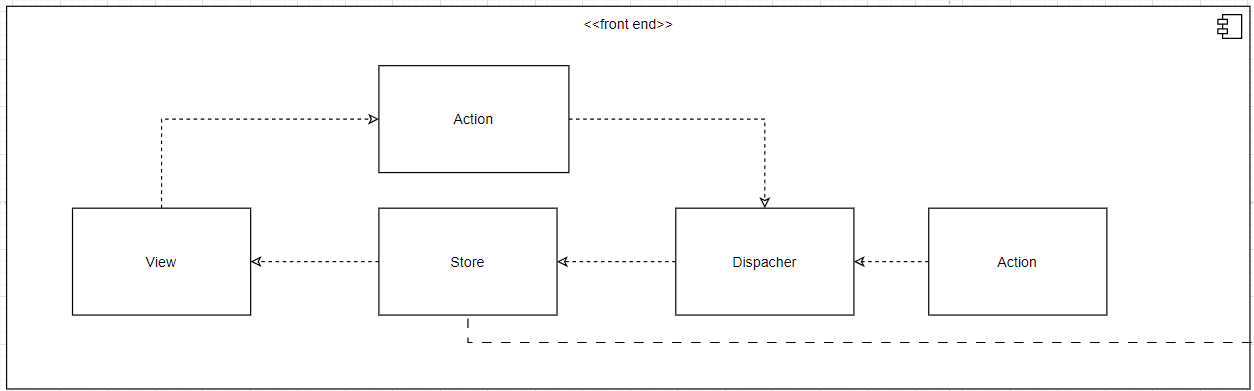 <<front end>>
Action
View
Store
Dispacher
Action